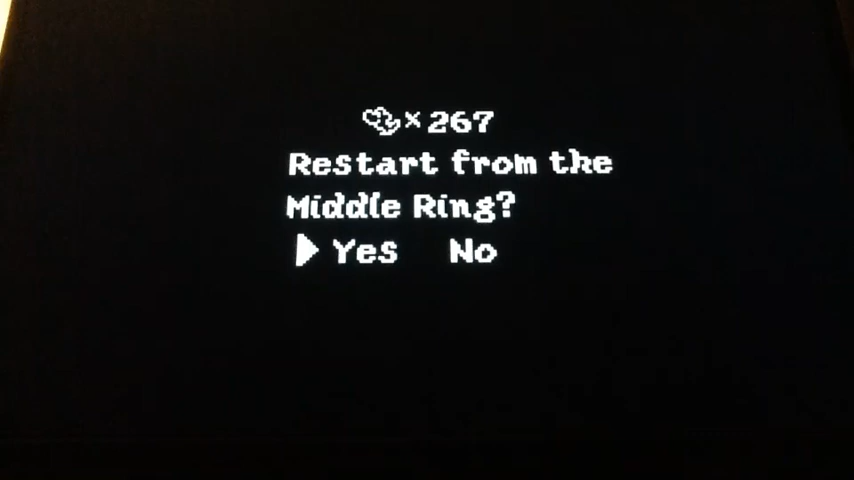 × 267
Restart from the
Middle Ring?
Yes No